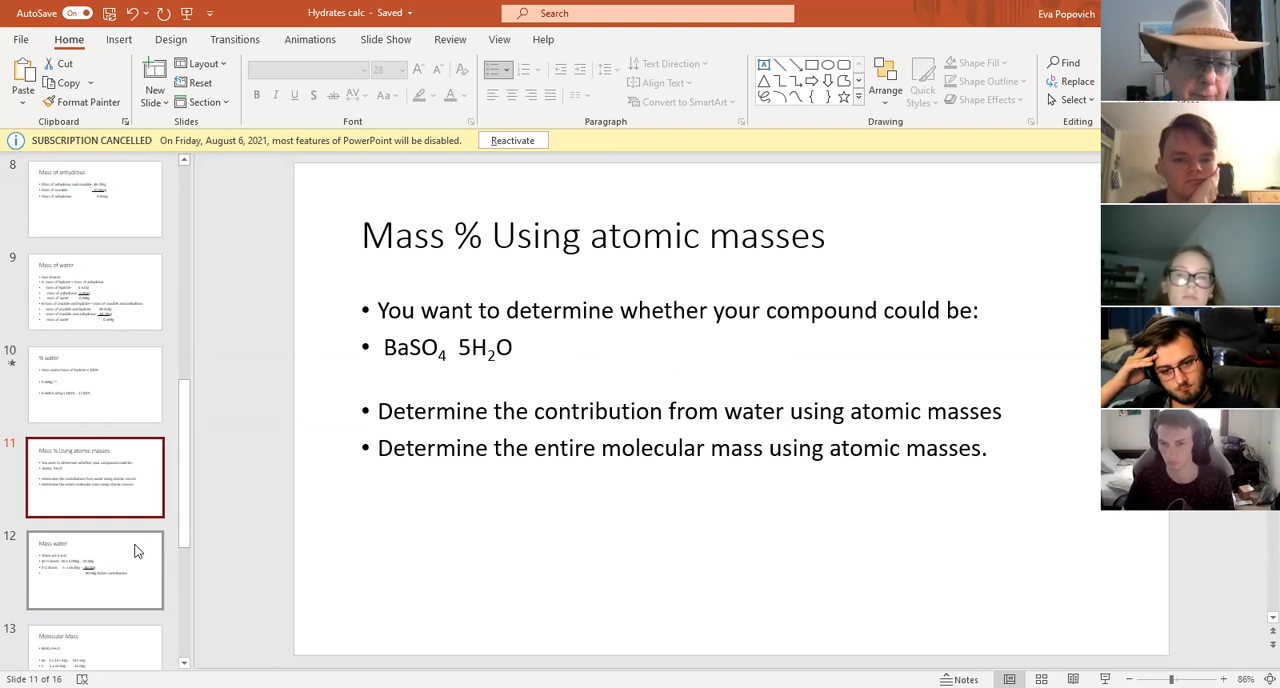 AutoSave On Hydrates calc - Saved Search Eva Popovich
File Home Insert Draw Design Transitions Animations Slide Show Review View Help
Paste Cut Copy Format Painter New Slide Layout Reset Section 28 Text Direction Align Text Convert to SmartArt Arrange Quick Styles Shape Fill Shape Outline Shape Effects Find Replace Select
Clipboard Slides Font Paragraph Drawing Editing
SUBSCRIPTION CANCELLED On Friday, August 6, 2021, most features of PowerPoint will be disabled. Reactivate
8
Mass of anhydrous
9
Mass of water
10
% water
11
Mass % Using atomic masses
12
Mass water
13
Molecular Mass
Mass % Using atomic masses
• You want to determine whether your compound could be:
• BaSO₄ 5H₂O
• Determine the contribution from water using atomic masses
• Determine the entire molecular mass using atomic masses.
Slide 11 of 16 Notes 86%